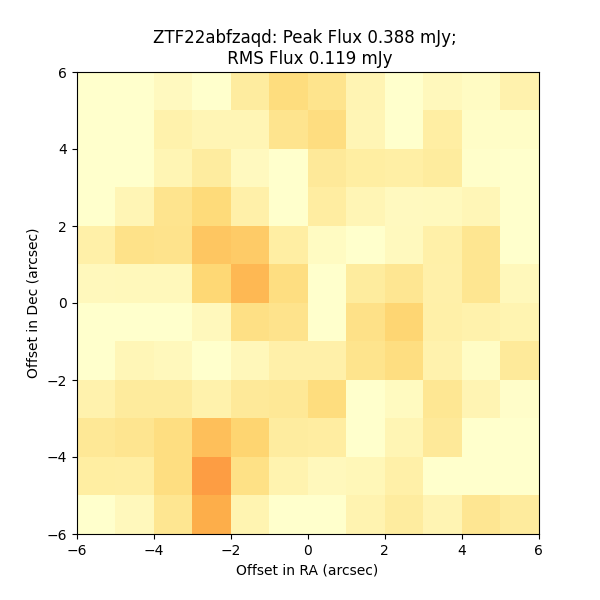 ZTF22abfzaqd: Peak Flux 0.388 mJy;
RMS Flux 0.119 mJy
6
4
2
0
−2
−4
−6
Offset in Dec (arcsec)
−6 −4 −2 0 2 4 6
Offset in RA (arcsec)